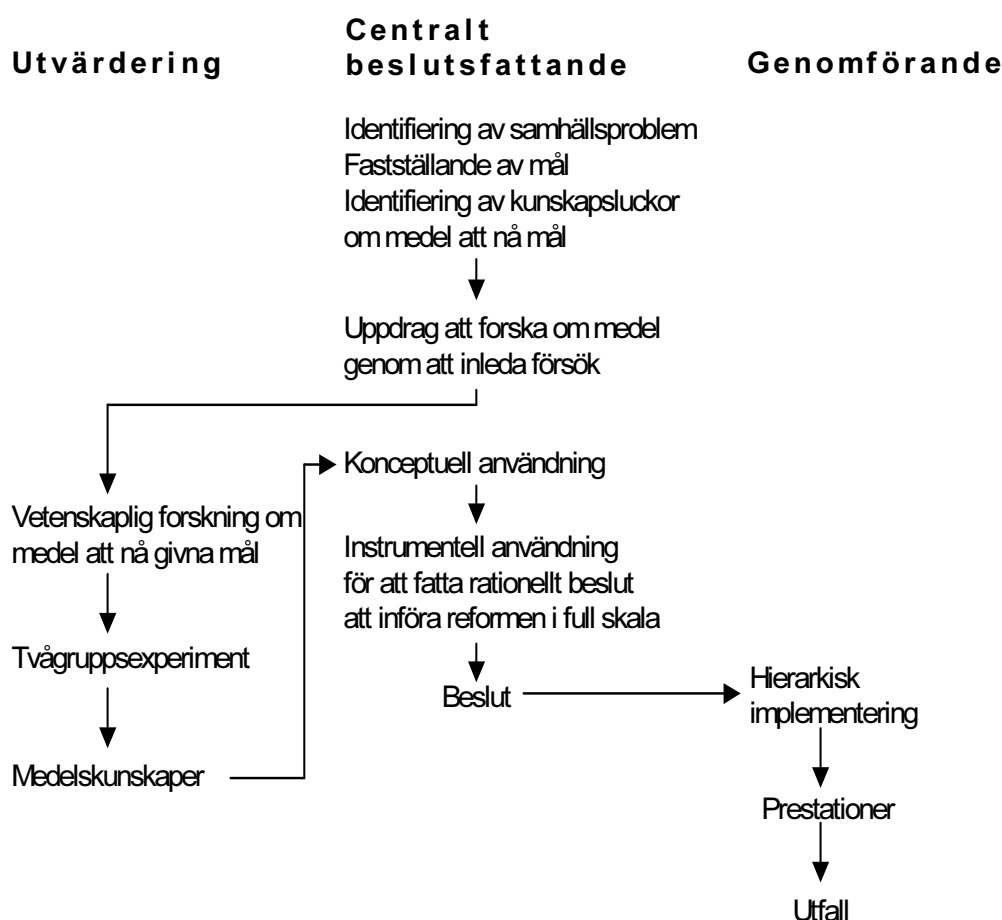 Utvärdering
Centralt
beslutsfattande
Genomförande
Identifiering av samhällsproblem
Fastställande av mål
Identifiering av kunskapsluckor
om medel att nå mål
Uppdrag att forska om medel
genom att inleda försök
Vetenskaplig forskning om
medel att nå givna mål
Tvågruppsexperiment
Medelskunskaper
Konceptuell användning
Instrumentell användning
för att fatta rationellt beslut
att införa reformen i full skala
Beslut
Hierarkisk
implementering
Prestationer
Utfall